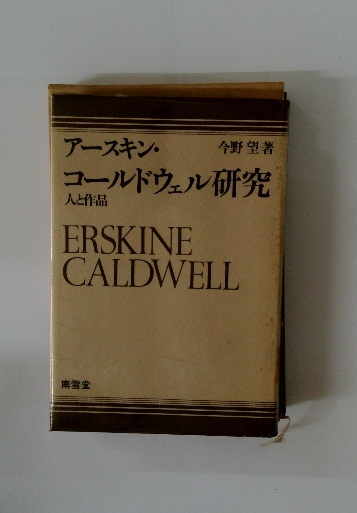 アースキン・
今野 望 著
コールドウェル研究
人と作品
ERSKINE
CALDWELL
南雲堂